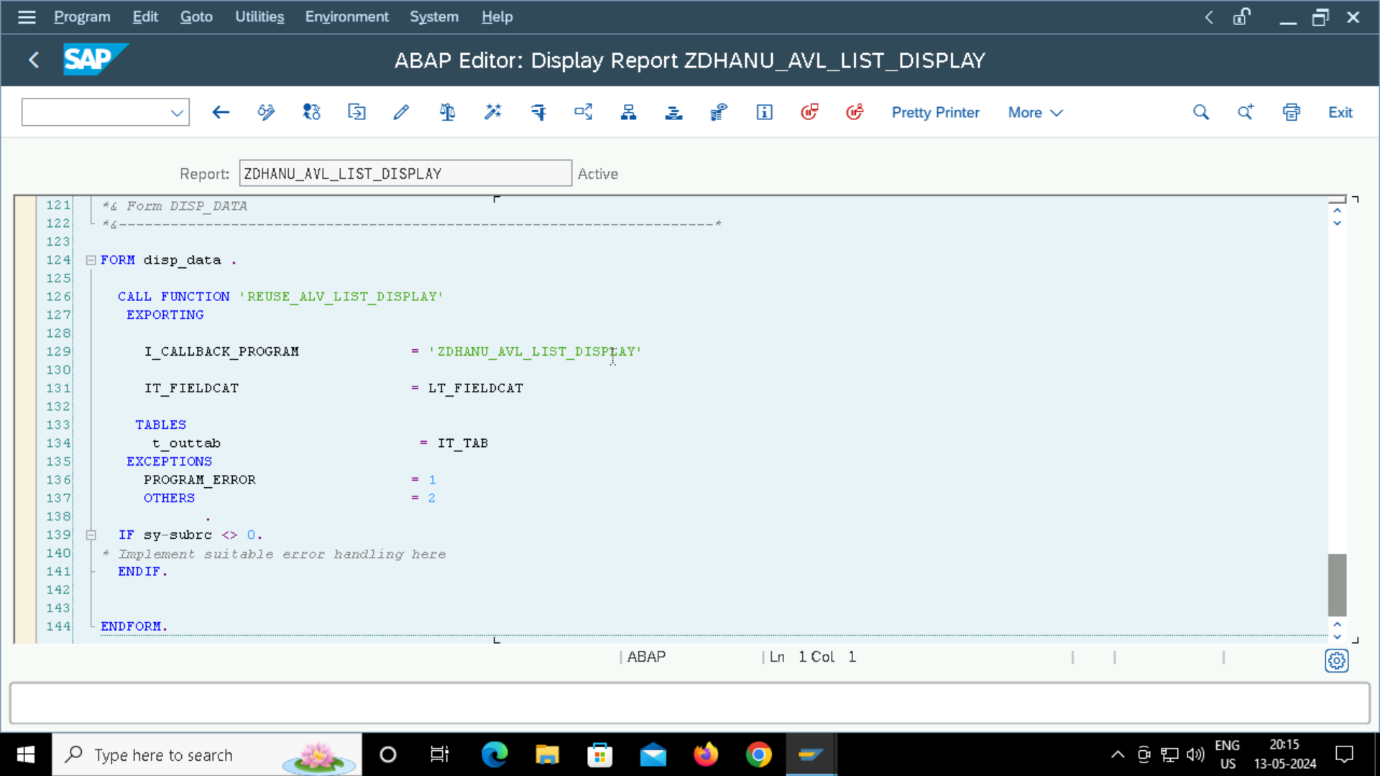 Program Edit Goto Utilities Environment System Help
SAP ABAP Editor: Display Report ZDHANU_AVL_LIST_DISPLAY
Pretty Printer More Exit
Report: ZDHANU_AVL_LIST_DISPLAY Active
121 *& Form DISP_DATA
122 *&---------------------------------------------------------------------*
123
124 FORM disp_data .
125
126 CALL FUNCTION 'REUSE_ALV_LIST_DISPLAY'
127 EXPORTING
128
129 I_CALLBACK_PROGRAM = 'ZDHANU_AVL_LIST_DISPLAY'
130
131 IT_FIELDCAT = LT_FIELDCAT
132
133 TABLES
134 t_outtab = IT_TAB
135 EXCEPTIONS
136 PROGRAM_ERROR = 1
137 OTHERS = 2
138 .
139 IF sy-subrc <> 0.
140 * Implement suitable error handling here
141 ENDIF.
142
143
144 ENDFORM.
ABAP Ln 1 Col 1
Type here to search ENG US 20:15 13-05-2024